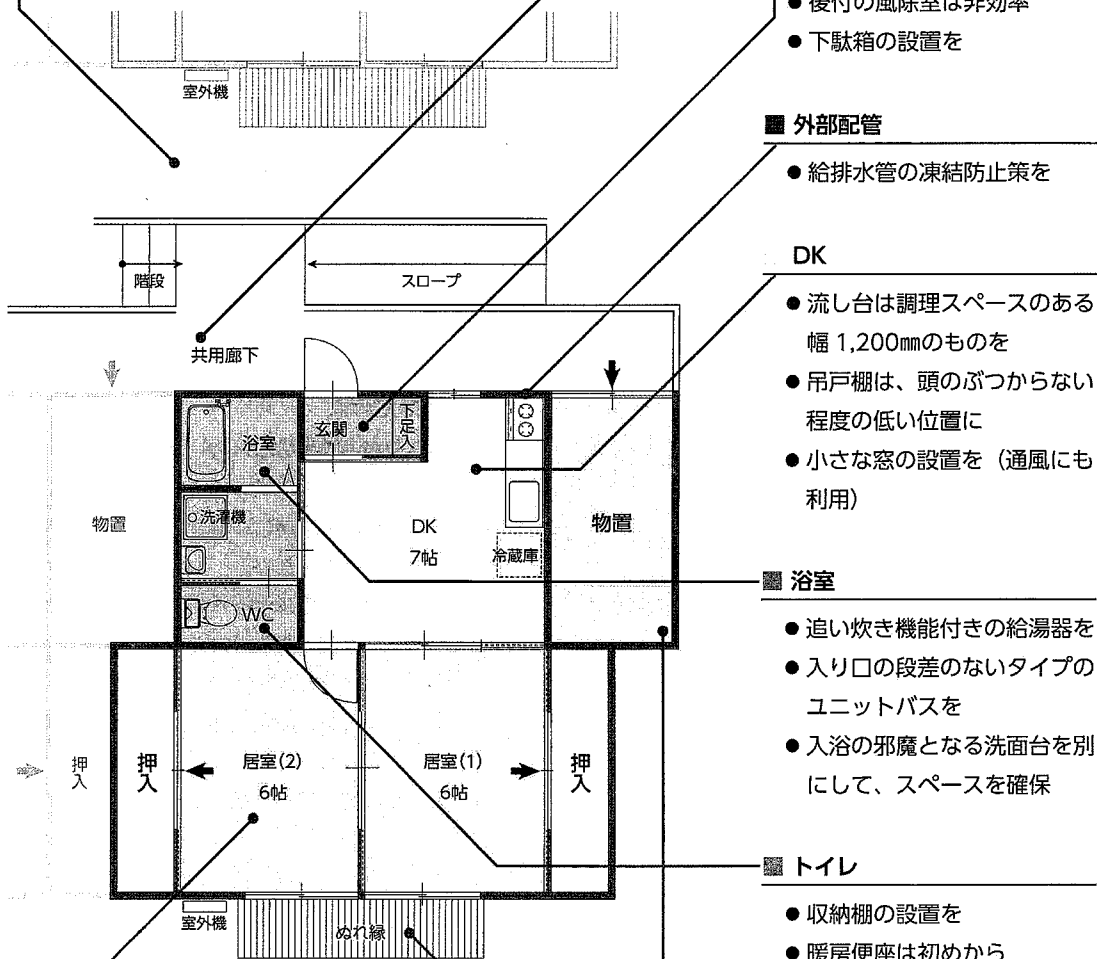 ● 後付の風除室は非効率
● 下駄箱の設置を
室外機
■ 外部配管
● 給排水管の凍結防止策を
DK
● 流し台は調理スペースのある
幅 1,200㎜のものを
● 吊戸棚は、頭のぶつからない
程度の低い位置に
● 小さな窓の設置を（通風にも
利用）
階段
スロープ
共用廊下
浴室
玄関
下足入
物置
洗濯機
DK
7帖
冷蔵庫
物置
WC
■ 浴室
● 追い炊き機能付きの給湯器を
● 入り口の段差のないタイプの
ユニットバスを
● 入浴の邪魔となる洗面台を別
にして、スペースを確保
押入
押入
居室(2)
6帖
居室(1)
6帖
押入
■ トイレ
● 収納棚の設置を
● 暖房便座は初めから
室外機
ぬれ縁